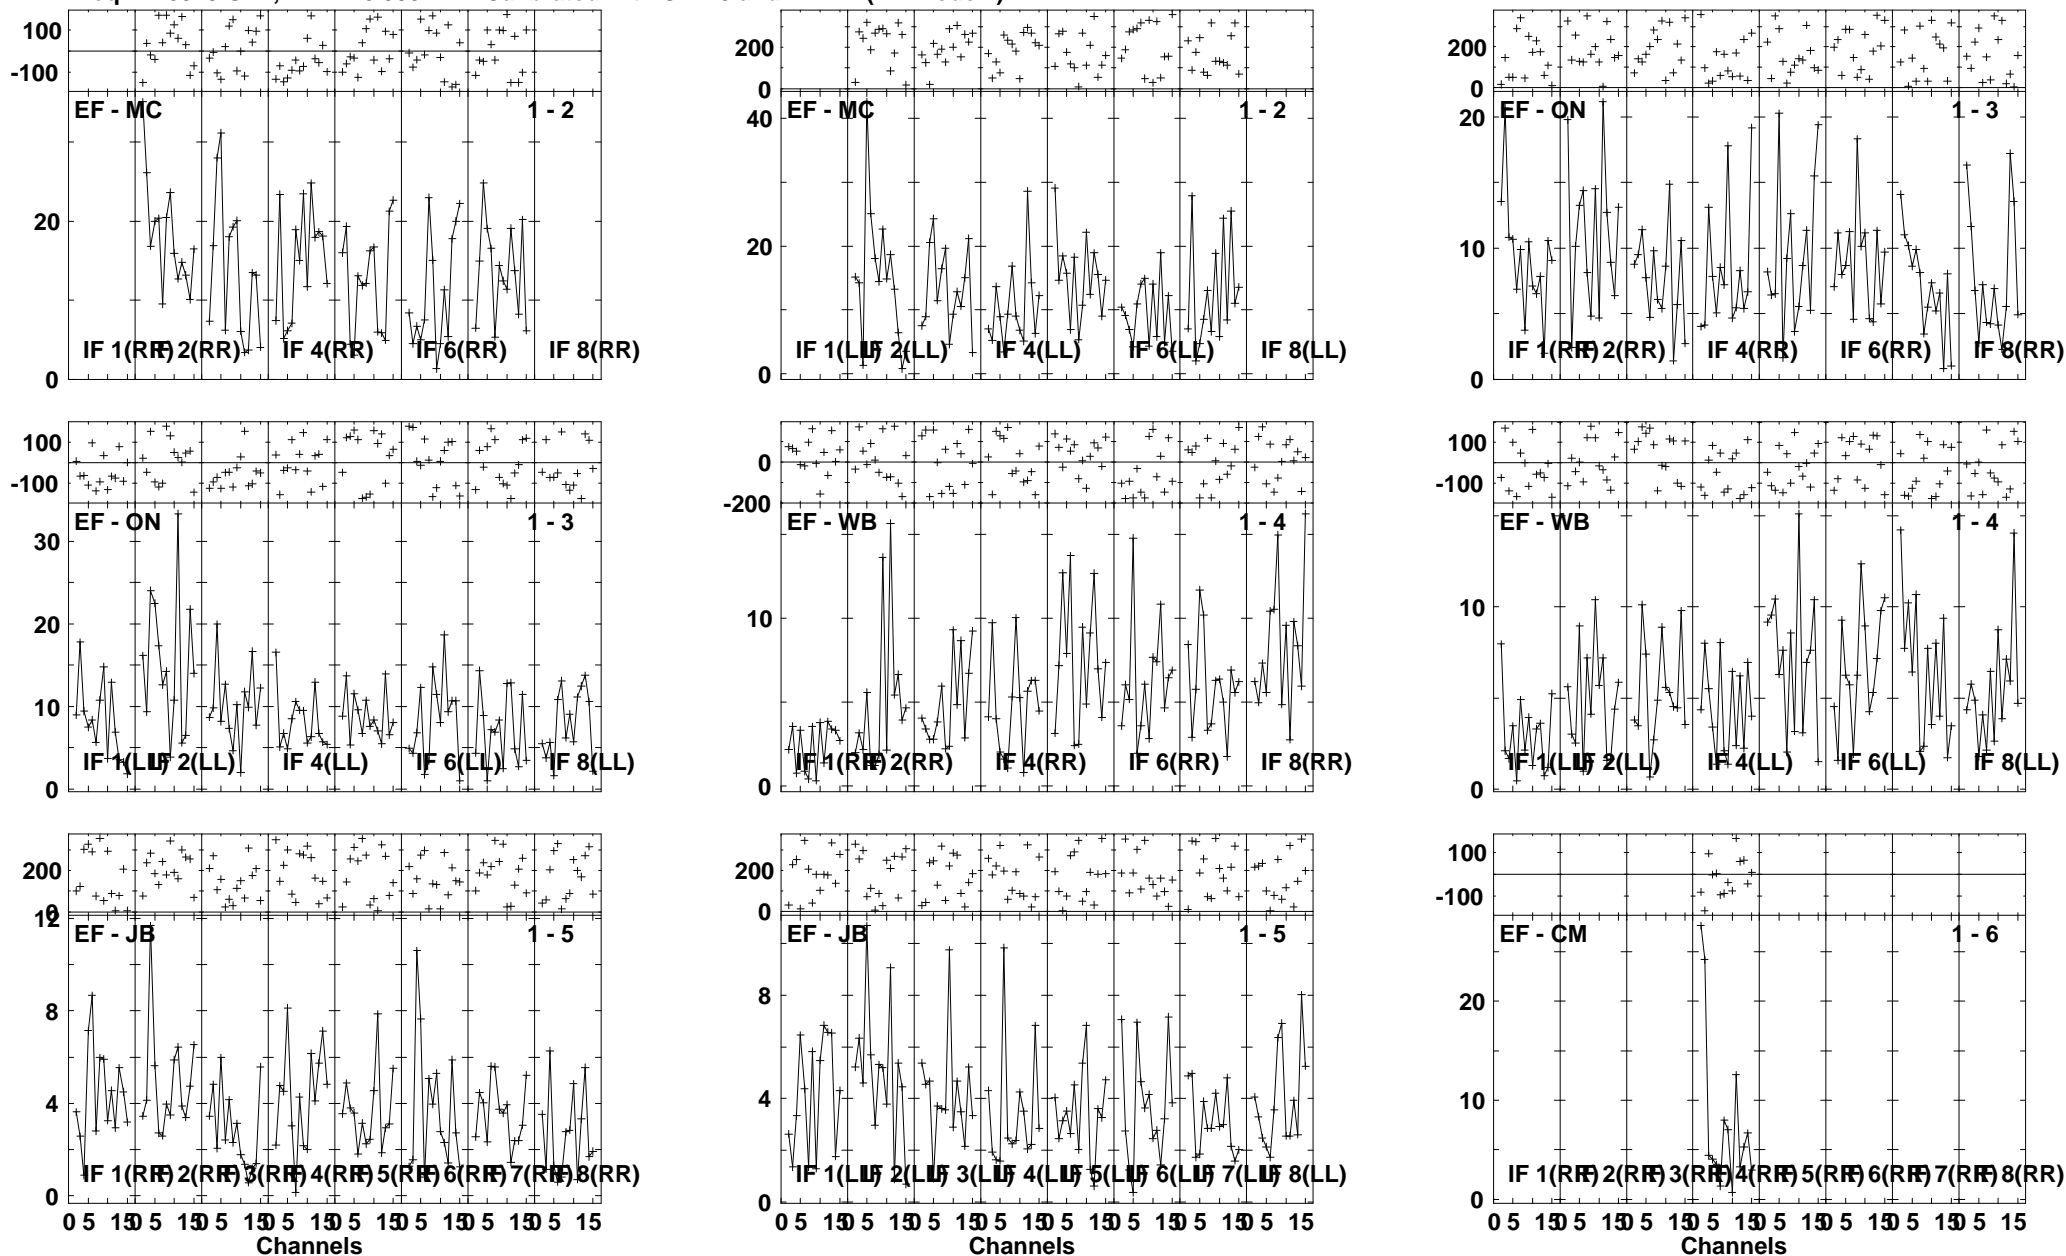 100
-100
EF - MC 1 - 2
20
0
IF 1(RR) IF 2(RR) IF 4(RR) IF 6(RR) IF 8(RR)
200
0
EF - MC 1 - 2
40
20
0
IF 1(LL) IF 2(LL) IF 4(LL) IF 6(LL) IF 8(LL)
200
0
EF - ON 1 - 3
20
10
0
IF 1(RR) IF 2(RR) IF 4(RR) IF 6(RR) IF 8(RR)
100
-100
EF - ON 1 - 3
30
20
10
0
IF 1(LL) IF 2(LL) IF 4(LL) IF 6(LL) IF 8(LL)
200
0
-200
EF - WB 1 - 4
10
0
IF 1(RR) IF 2(RR) IF 4(RR) IF 6(RR) IF 8(RR)
100
-100
EF - WB 1 - 4
10
0
IF 1(LL) IF 2(LL) IF 4(LL) IF 6(LL) IF 8(LL)
200
0
12
EF - JB 1 - 5
8
4
0
IF 1(RR) IF 2(RR) IF 3(RR) IF 4(RR) IF 5(RR) IF 6(RR) IF 7(RR) IF 8(RR)
0 5 15 0 5 15 0 5 15 0 5 15 0 5 15 0 5 15 0 5 15 0 5 15
Channels
200
0
EF - JB 1 - 5
8
4
0
IF 1(LL) IF 2(LL) IF 3(LL) IF 4(LL) IF 5(LL) IF 6(LL) IF 7(LL) IF 8(LL)
0 5 15 0 5 15 0 5 15 0 5 15 0 5 15 0 5 15 0 5 15 0 5 15
Channels
100
-100
EF - CM 1 - 6
20
10
0
IF 1(RR) IF 2(RR) IF 3(RR) IF 4(RR) IF 5(RR) IF 6(RR) IF 7(RR) IF 8(RR)
0 5 15 0 5 15 0 5 15 0 5 15 0 5 15 0 5 15 0 5 15 0 5 15
Channels